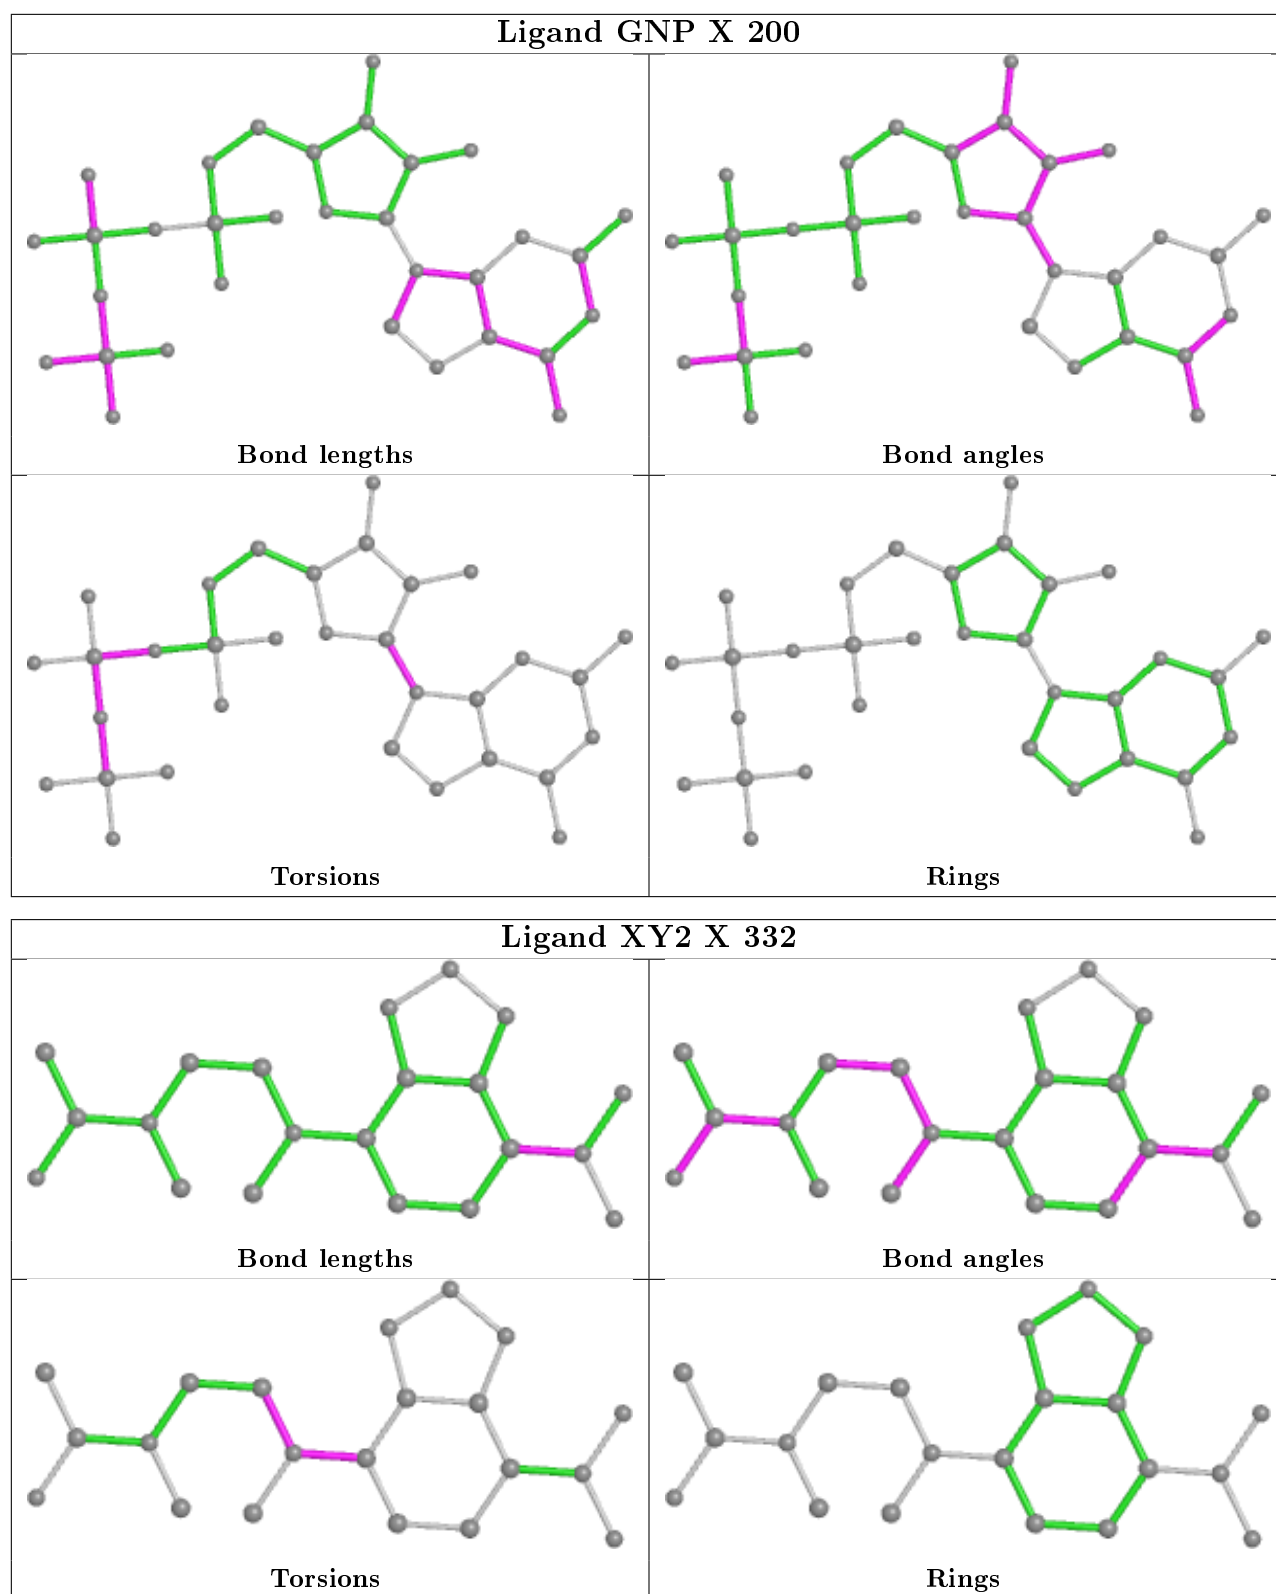 Ligand GNP X 200
Bond lengths
Bond angles
Torsions
Rings
Ligand XY2 X 332
Bond lengths
Bond angles
Torsions
Rings